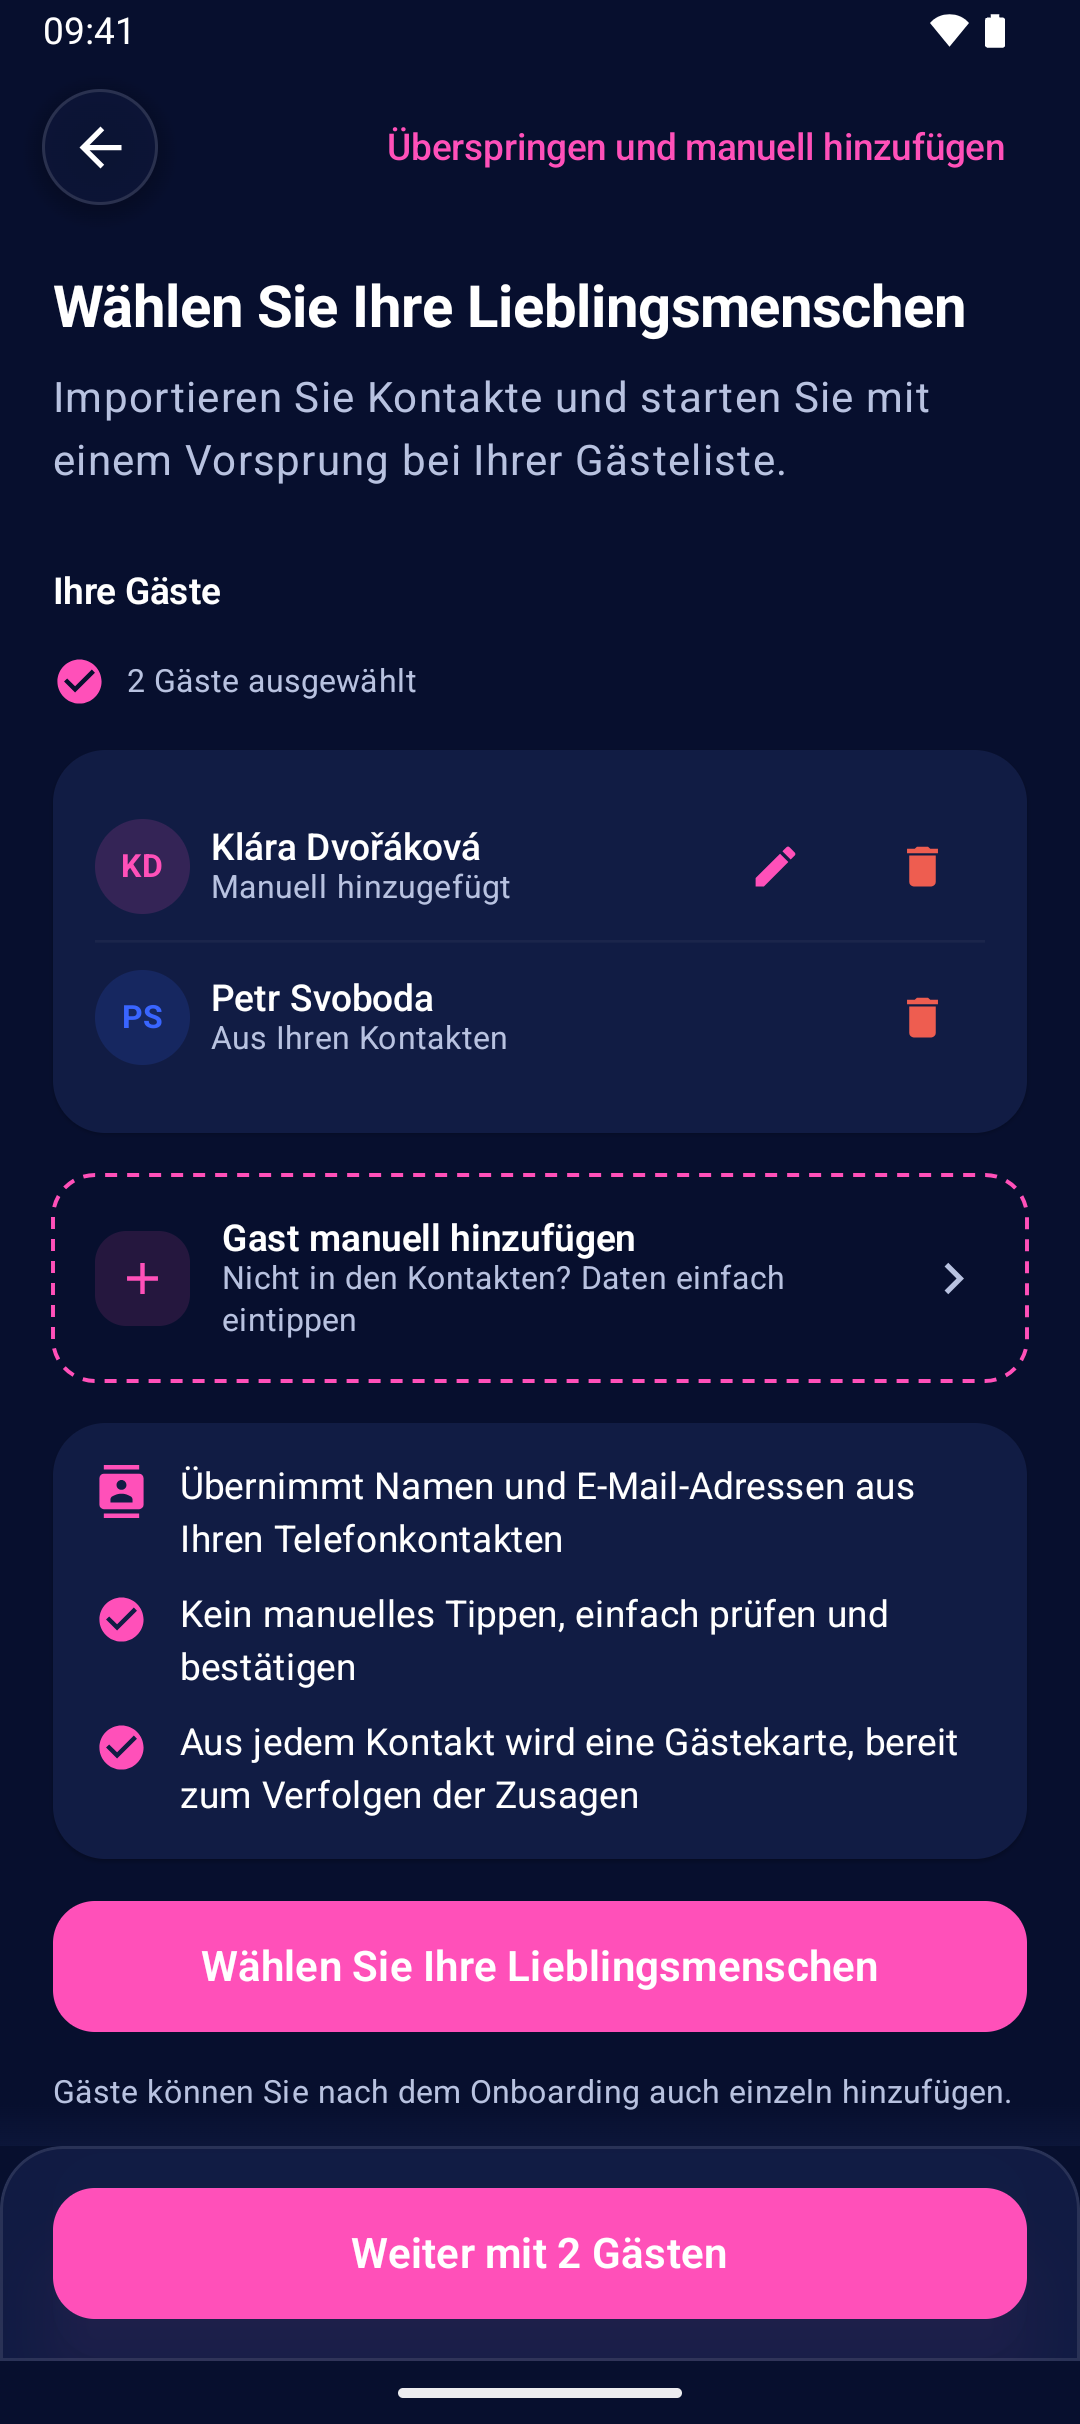 09:41
Überspringen und manuell hinzufügen
Wählen Sie Ihre Lieblingsmenschen
Importieren Sie Kontakte und starten Sie mit
einem Vorsprung bei Ihrer Gästeliste.
Ihre Gäste
2 Gäste ausgewählt
KD
Klára Dvořáková
Manuell hinzugefügt
PS
Petr Svoboda
Aus Ihren Kontakten
Gast manuell hinzufügen
Nicht in den Kontakten? Daten einfach
eintippen
Übernimmt Namen und E-Mail-Adressen aus
Ihren Telefonkontakten
Kein manuelles Tippen, einfach prüfen und
bestätigen
Aus jedem Kontakt wird eine Gästekarte, bereit
zum Verfolgen der Zusagen
Wählen Sie Ihre Lieblingsmenschen
Gäste können Sie nach dem Onboarding auch einzeln hinzufügen.
Weiter mit 2 Gästen